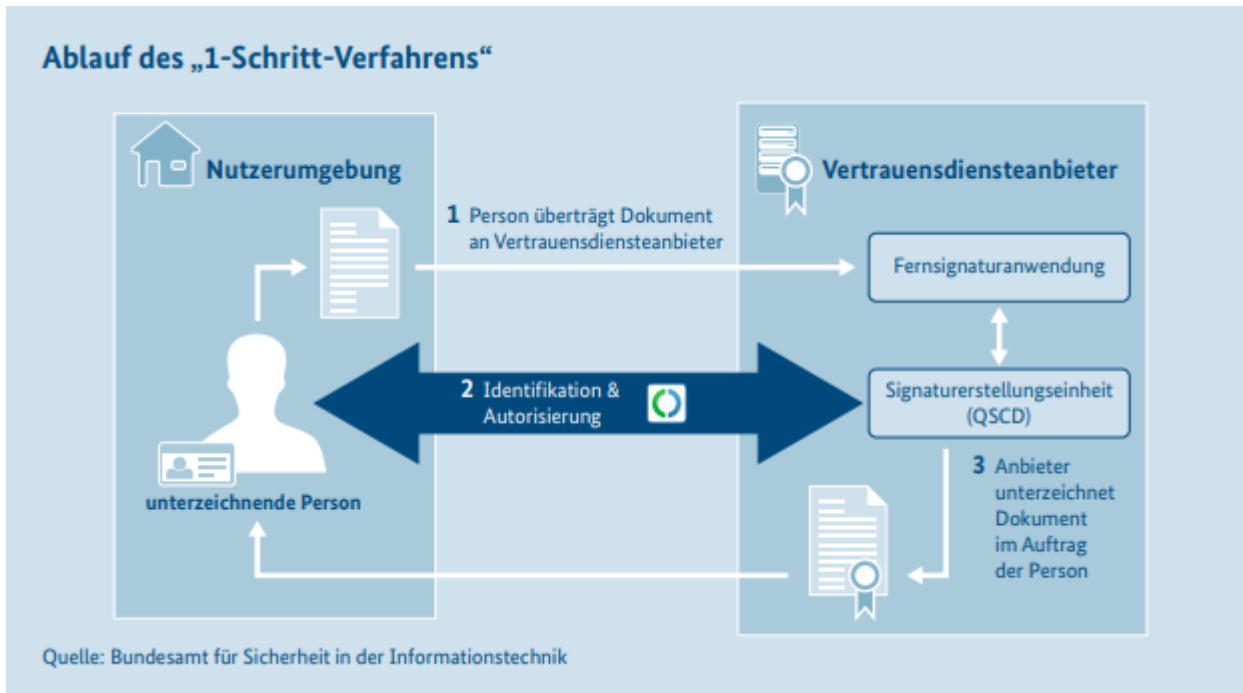 Ablauf des „1-Schritt-Verfahrens“
Nutzerumgebung
Vertrauensdiensteanbieter
1 Person überträgt Dokument
an Vertrauensdiensteanbieter
Fernsignaturanwendung
2 Identifikation &
Autorisierung
Signaturerstellungseinheit
(QSCD)
3 Anbieter
unterzeichnet
Dokument
im Auftrag
der Person
unterzeichnende Person
Quelle: Bundesamt für Sicherheit in der Informationstechnik